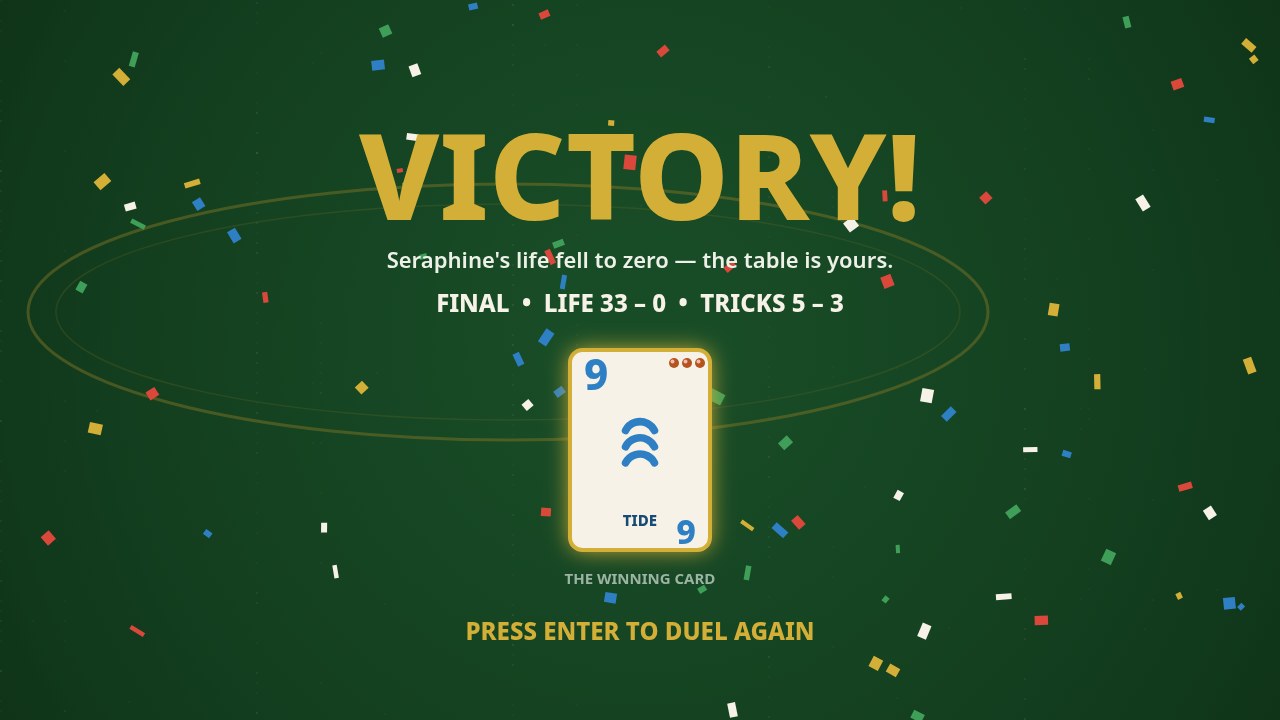 VICTORY!
Seraphine's life fell to zero — the table is yours.
FINAL • LIFE 33 – 0 • TRICKS 5 – 3
9
TIDE
9
THE WINNING CARD
PRESS ENTER TO DUEL AGAIN